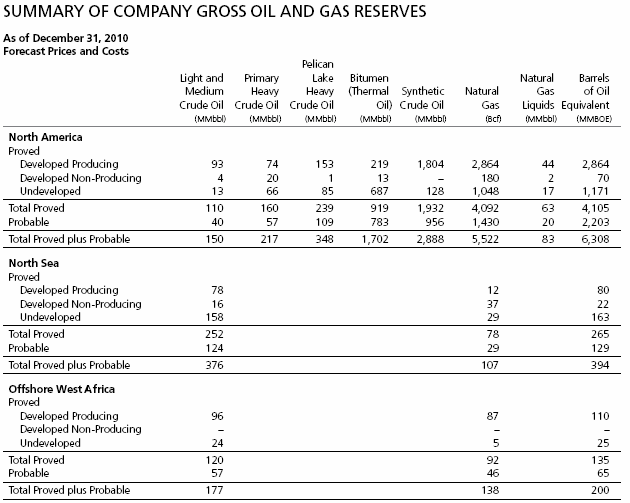 SUMMARY OF COMPANY GROSS OIL AND GAS RESERVES
As of December 31, 2010
Forecast Prices and Costs
Pelican
Light and Primary Lake Bitumen Natural Barrels
Medium Heavy Heavy (Thermal Synthetic Natural Gas of Oil
Crude Oil Crude Oil Crude Oil Oil) Crude Oil Gas Liquids Equivalent
(MMbbl) (MMbbl) (MMbbl) (MMbbl) (MMbbl) (Bcf) (MMbbl) (MMBOE)
North America
Proved
Developed Producing 93 74 153 219 1,804 2,864 44 2,864
Developed Non-Producing 4 20 1 13 – 180 2 70
Undeveloped 13 66 85 687 128 1,048 17 1,171
Total Proved 110 160 239 919 1,932 4,092 63 4,105
Probable 40 57 109 783 956 1,430 20 2,203
Total Proved plus Probable 150 217 348 1,702 2,888 5,522 83 6,308
North Sea
Proved
Developed Producing 78 12 80
Developed Non-Producing 16 37 22
Undeveloped 158 29 163
Total Proved 252 78 265
Probable 124 29 129
Total Proved plus Probable 376 107 394
Offshore West Africa
Proved
Developed Producing 96 87 110
Developed Non-Producing – – –
Undeveloped 24 5 25
Total Proved 120 92 135
Probable 57 46 65
Total Proved plus Probable 177 138 200